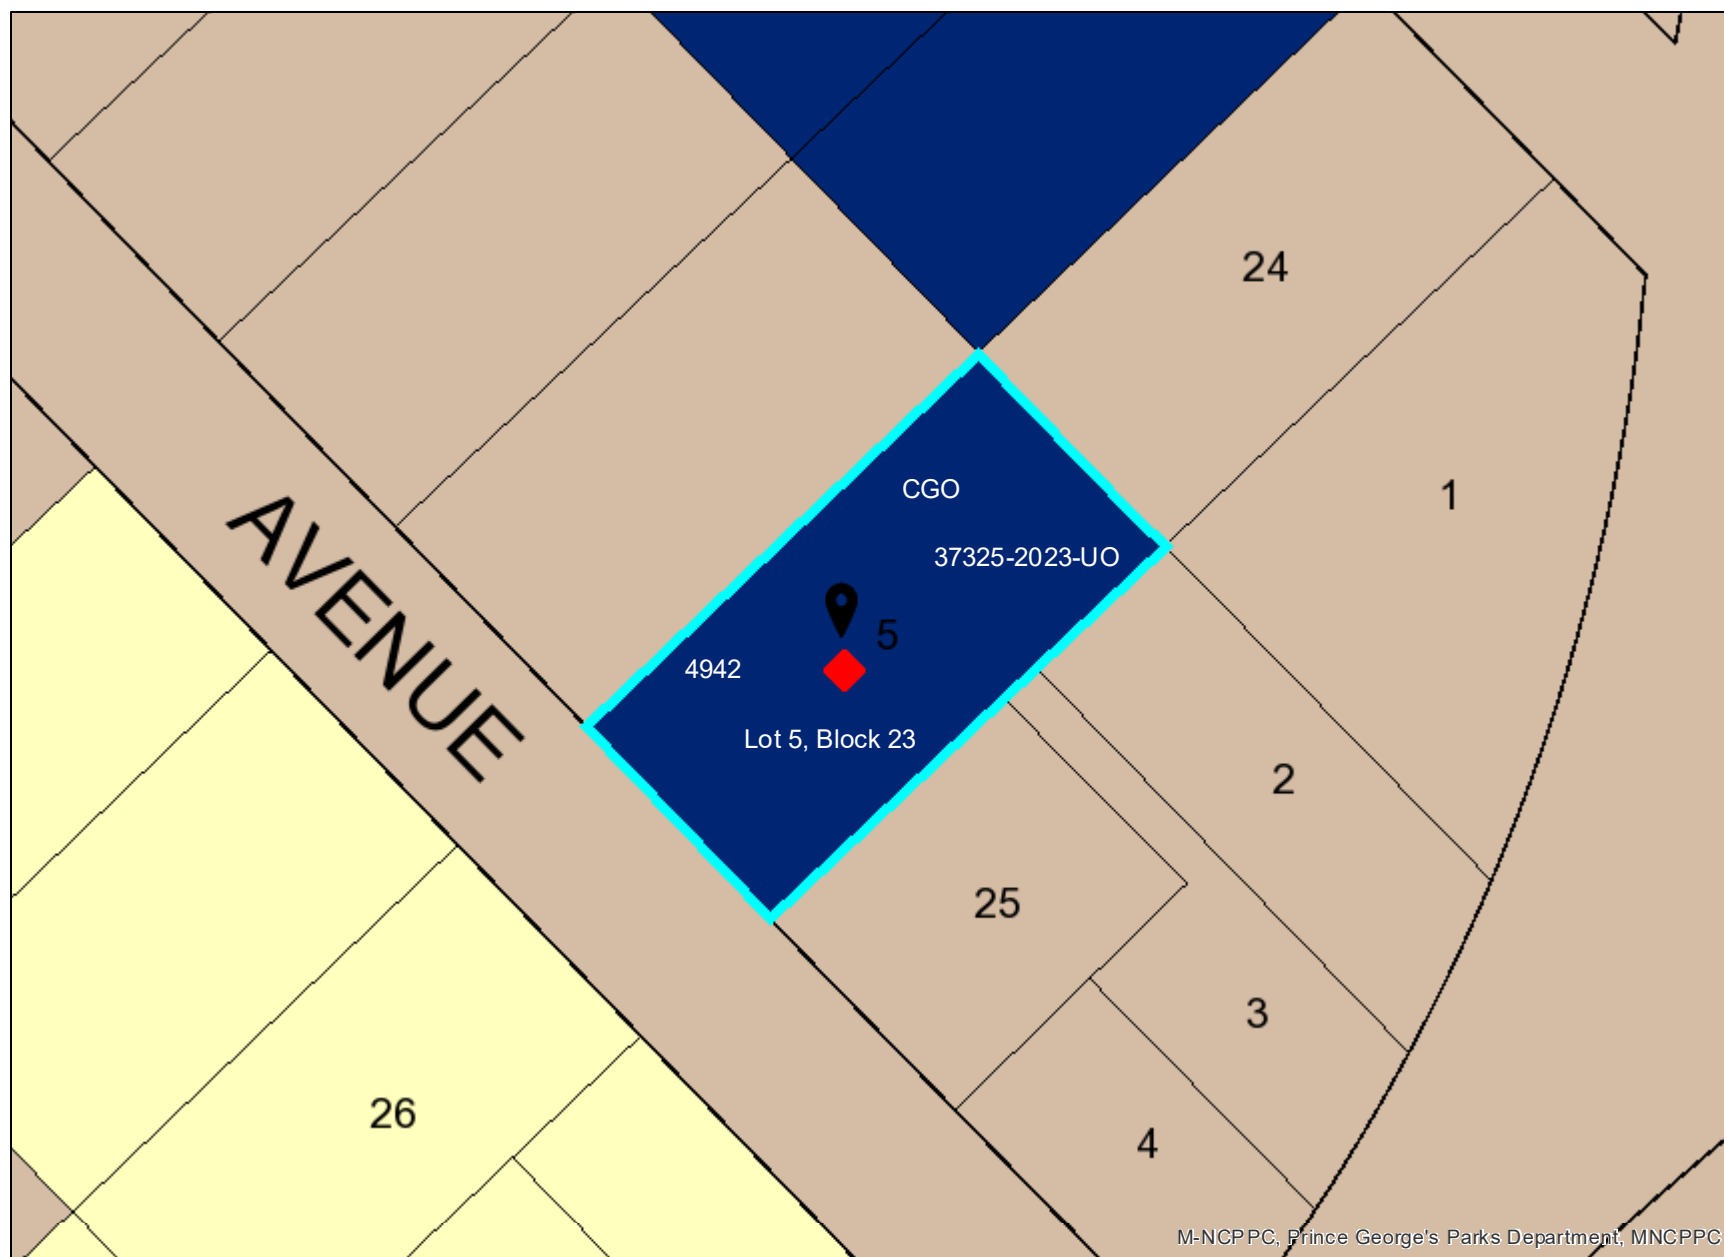 24
CGO
1
37325-2023-UO
5
4942
AVENUE
Lot 5, Block 23
2
25
3
26
4
M-NCPPC, Prince George's Parks Department, MNCPPC